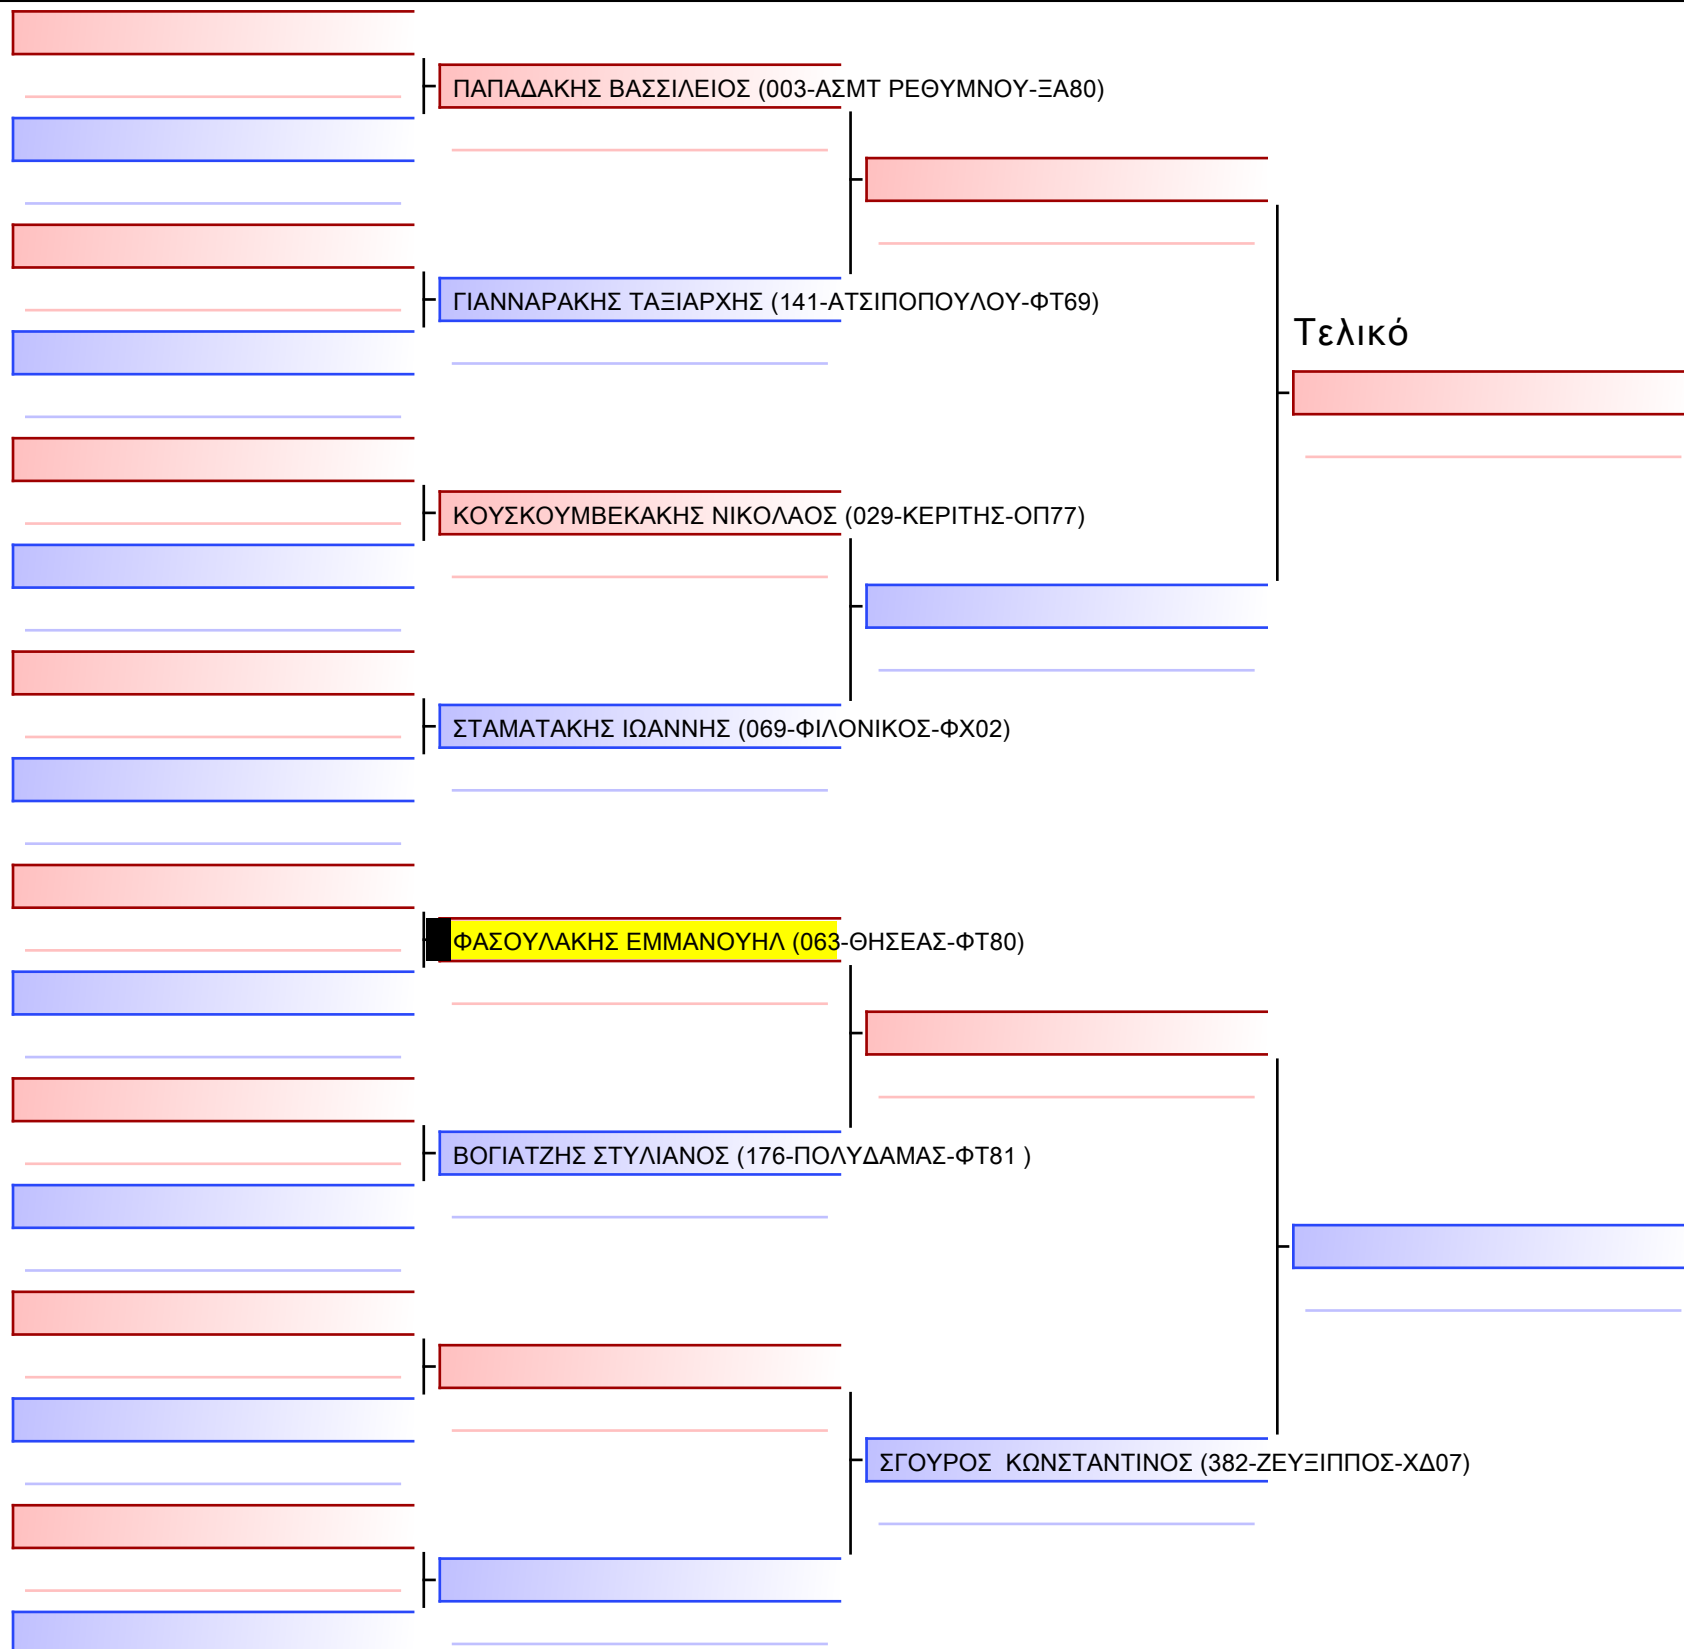 ΠΑΠΑΔΑΚΗΣ ΒΑΣΣΙΛΕΙΟΣ (003-ΑΣΜΤ ΡΕΘΥΜΝΟΥ-ΞΑ80)
ΓΙΑΝΝΑΡΑΚΗΣ ΤΑΞΙΑΡΧΗΣ (141-ΑΤΣΙΠΟΠΟΥΛΟΥ-ΦΤ69)
Τελικό
ΚΟΥΣΚΟΥΜΒΕΚΑΚΗΣ ΝΙΚΟΛΑΟΣ (029-ΚΕΡΙΤΗΣ-ΟΠ77)
ΣΤΑΜΑΤΑΚΗΣ ΙΩΑΝΝΗΣ (069-ΦΙΛΟΝΙΚΟΣ-ΦΧ02)
ΦΑΣΟΥΛΑΚΗΣ ΕΜΜΑΝΟΥΗΛ (063-ΘΗΣΕΑΣ-ΦΤ80)
ΒΟΓΙΑΤΖΗΣ ΣΤΥΛΙΑΝΟΣ (176-ΠΟΛΥΔΑΜΑΣ-ΦΤ81 )
ΣΓΟΥΡΟΣ  ΚΩΝΣΤΑΝΤΙΝΟΣ (382-ΖΕΥΞΙΠΠΟΣ-ΧΔ07)